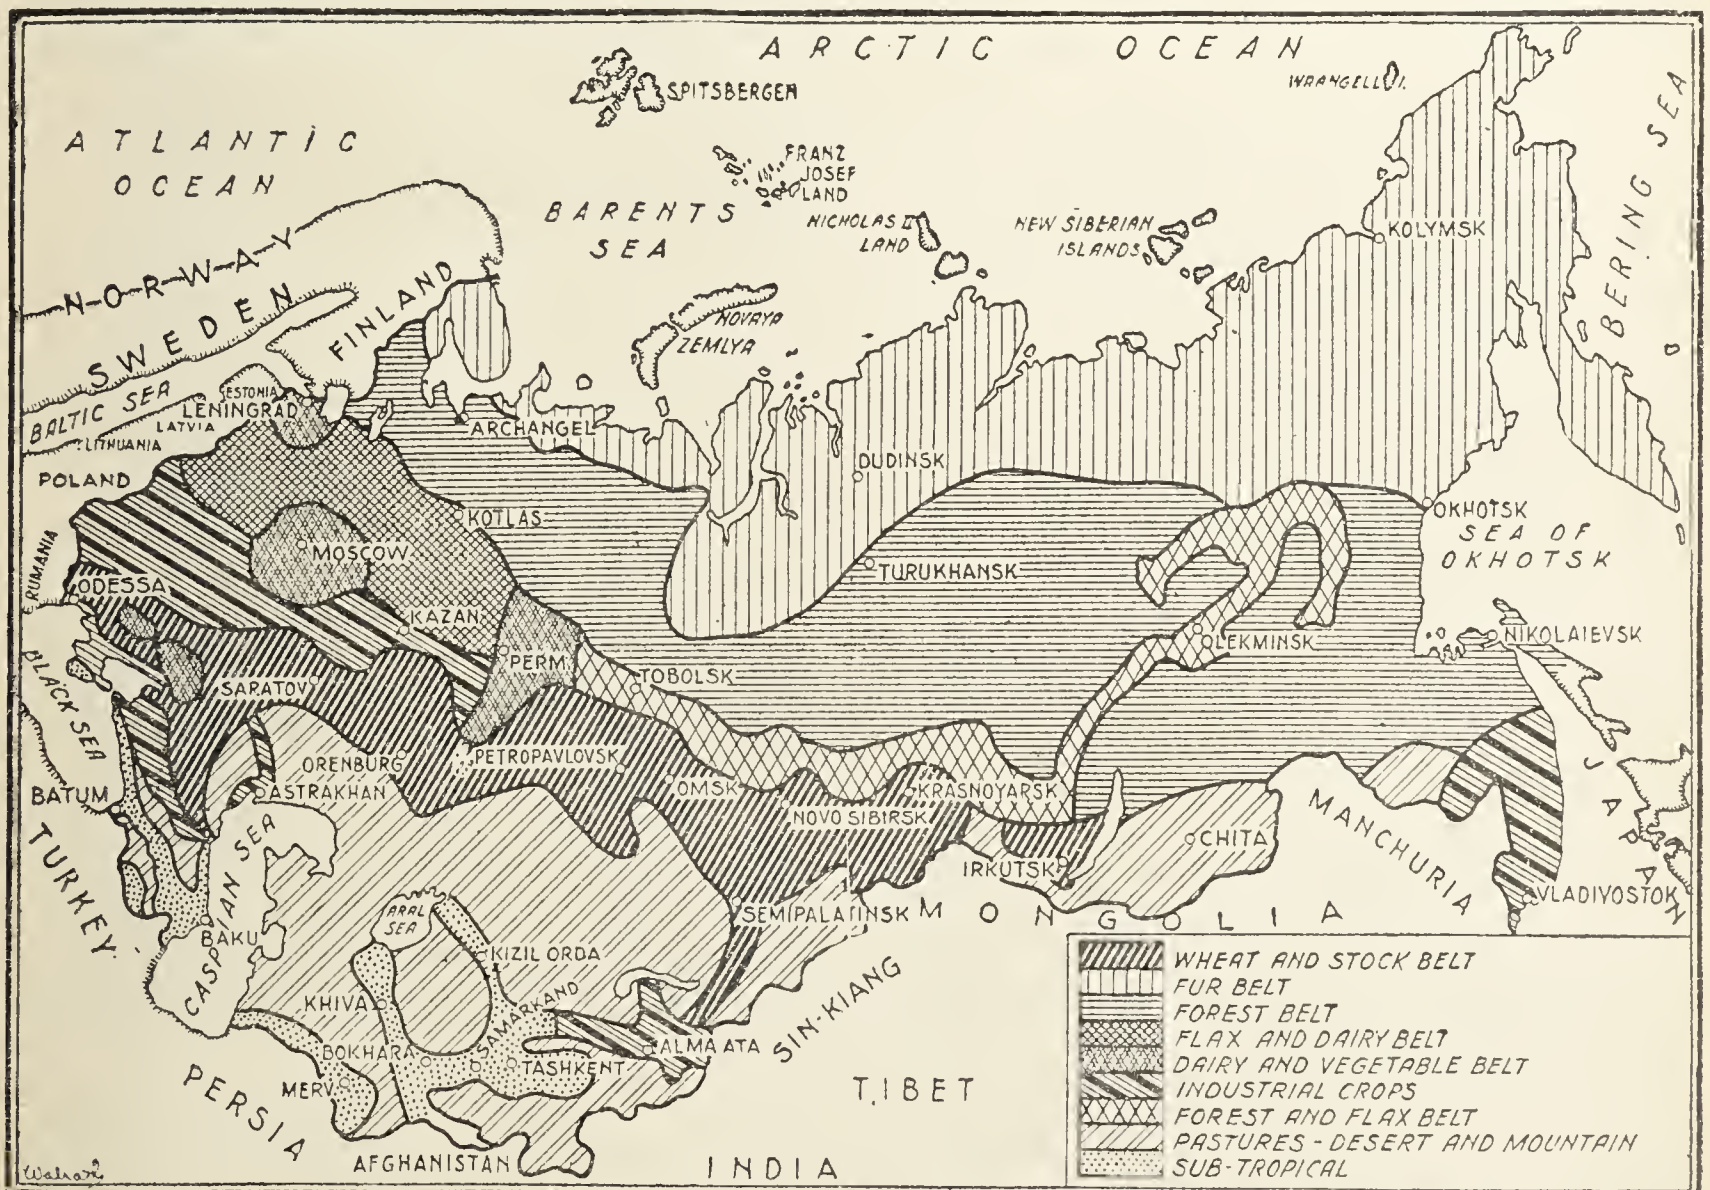 ARCTIC OCEAN
SPITSBERGEN
WRANGELL I.
ATLANTIC
OCEAN
FRANZ
JOSEF
LAND
BERING SEA
BARENTS
SEA
NICHOLAS II
LAND
NEW SIBERIAN
ISLANDS
KOLYMSK
NORWAY
SWEDEN
FINLAND
NOVAYA
ZEMLYA
BALTIC SEA
ESTONIA
LENINGRAD
LATVIA
LITHUANIA
ARCHANGEL
POLAND
DUDINSK
KOTLAS
OKHOTSK
SEA OF
OKHOTSK
MOSCOW
RUMANIA
ODESSA
TURUKHANSK
KAZAN
LEKMINSK
NIKOLAIEVSK
PERM
BLACK SEA
SARATOV
TOBOLSK
ORENBURG
PETROPAVLOVSK
ASTRAKHAN
OMSK
KRASNOYARSK
BATUM
NOVO SIBIRSK
JAPAN
MANCHURIA
CHITA
TURKEY
CASPIAN SEA
IRKUTSK
VLADIVOSTOK
ARAL
SEA
SEMIPALATINSK
MONGOLIA
BAKU
KIZIL ORDA
KHIVA
SAMARKAND
SIN-KIANG
BOKHARA
ALMA ATA
TASHKENT
MERV
PERSIA
TIBET
AFGHANISTAN
INDIA
WHEAT AND STOCK BELT
FUR BELT
FOREST BELT
FLAX AND DAIRY BELT
DAIRY AND VEGETABLE BELT
INDUSTRIAL CROPS
FOREST AND FLAX BELT
PASTURES - DESERT AND MOUNTAIN
SUB-TROPICAL